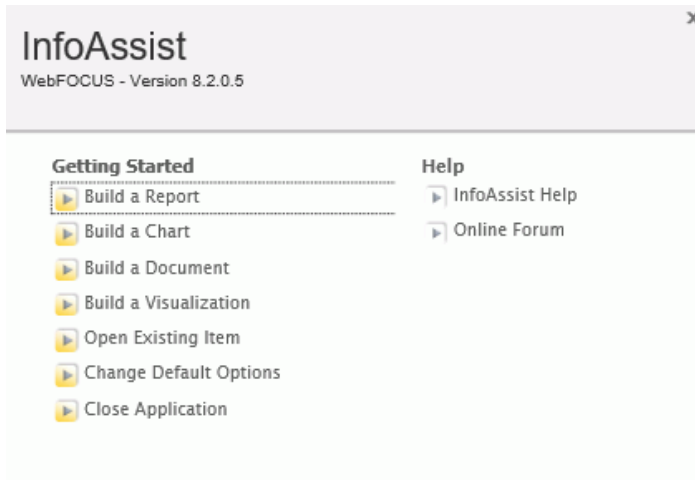 InfoAssist
WebFOCUS - Version 8.2.0.5
Getting Started
Build a Report
Build a Chart
Build a Document
Build a Visualization
Open Existing Item
Change Default Options
Close Application
Help
InfoAssist Help
Online Forum